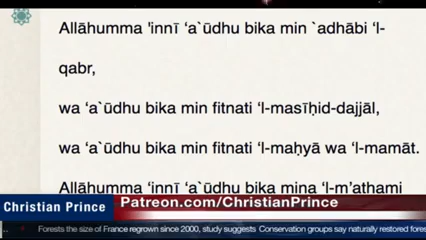 Allāhumma 'innī ‘a`ūdhu bika min `adhābi ‘l-
qabr,
wa ‘a`ūdhu bika min fitnati ‘l-masīḥid-dajjāl,
wa ‘a`ūdhu bika min fitnati ‘l-maḥyā wa ‘l-mamāt.
Allāhumma ‘innī ‘a`ūdhu bika mina ‘l-m’athami
Christian Prince
Patreon.com/ChristianPrince
Forests the size of France regrown since 2000, study suggests Conservation groups say naturally restored fores